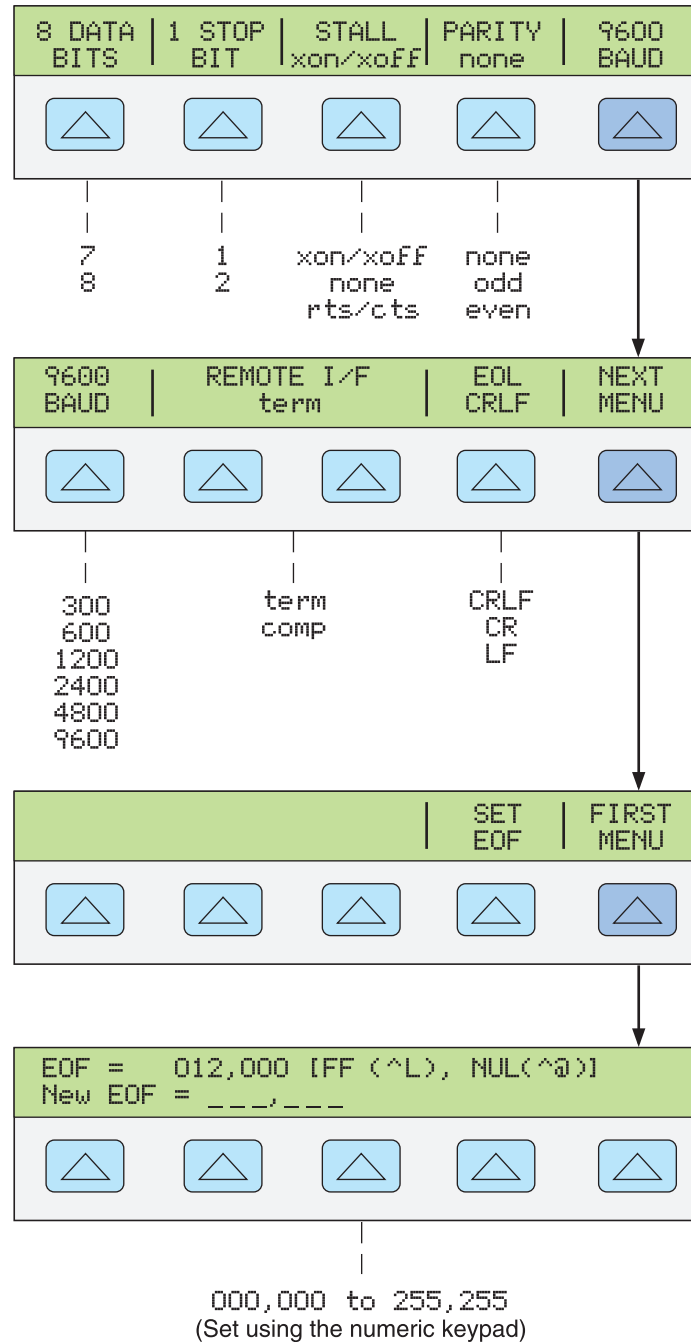 8 DATA BITS | 1 STOP BIT | STALL xon/xoff | PARITY none | 9600 BAUD
7
8
1
2
xon/xoff
none
rts/cts
none
odd
even
9600 BAUD | REMOTE I/F term | EOL CRLF | NEXT MENU
300
600
1200
2400
4800
9600
term
comp
CRLF
CR
LF
SET EOF | FIRST MENU
EOF = 012,000 [FF (^L), NUL(^@)]
New EOF = _ _ _,_ _ _
000,000 to 255,255
(Set using the numeric keypad)